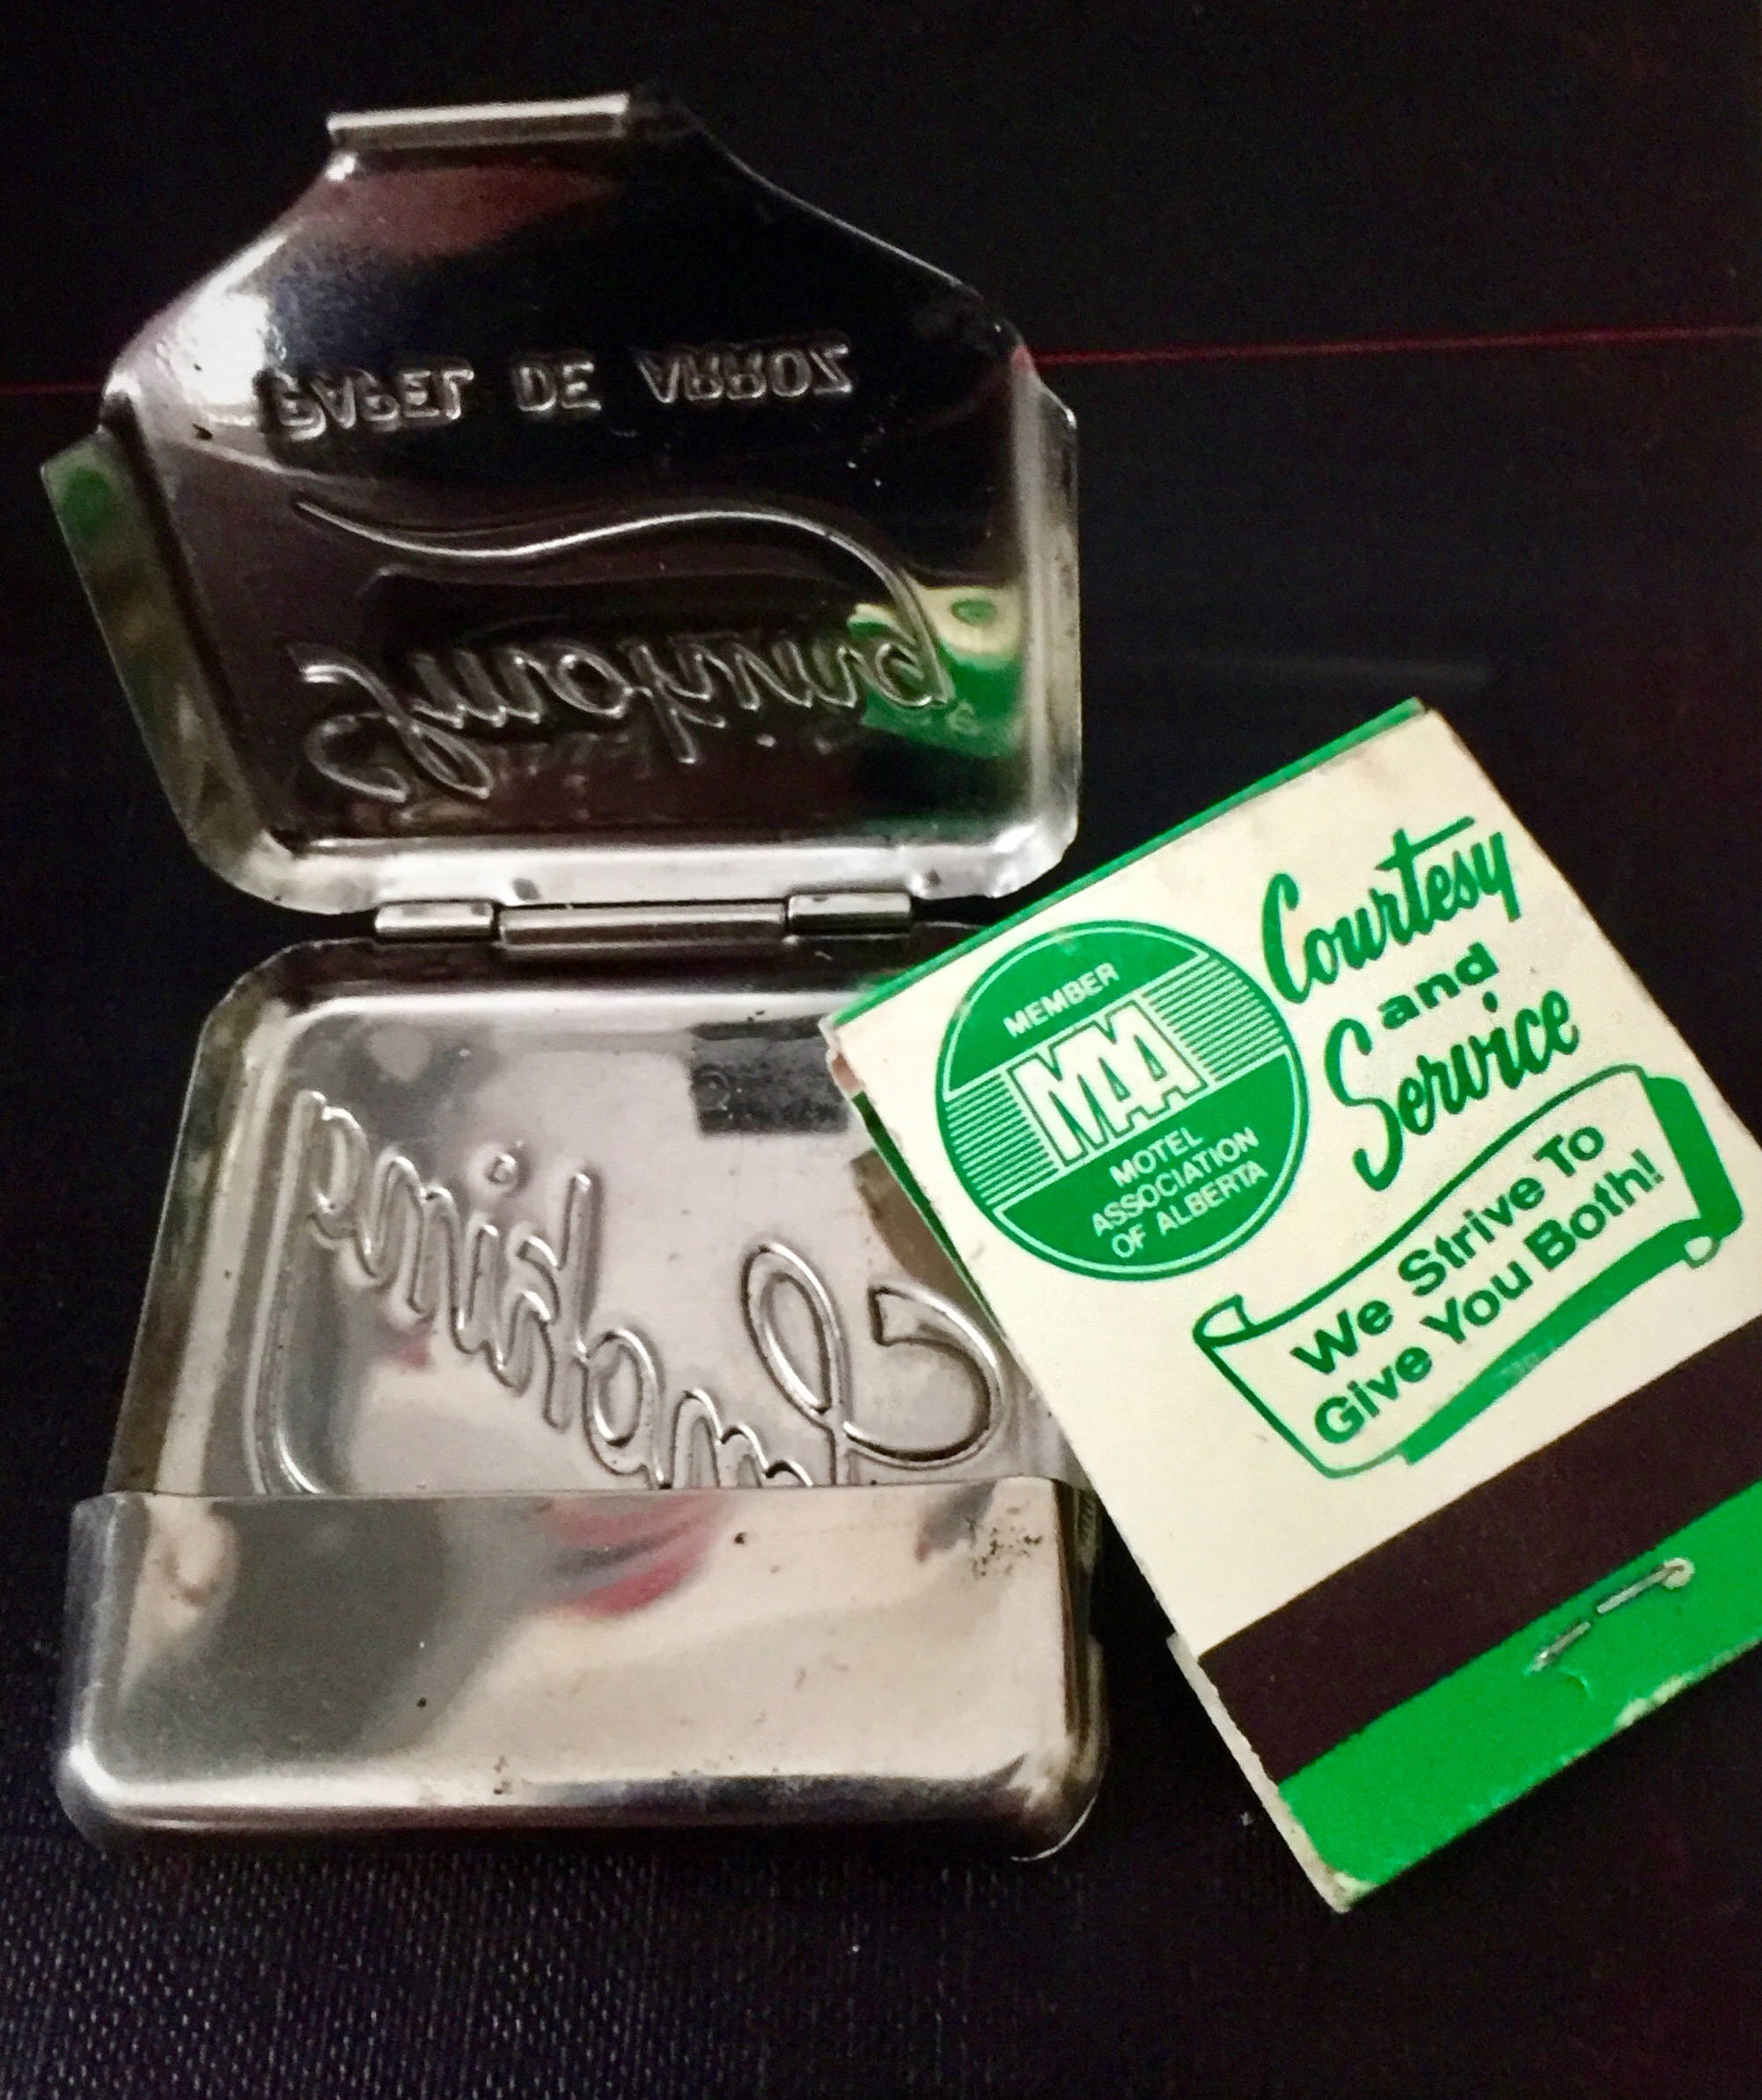 PAPEL DE ARROZ
Smoking
Smoking
MEMBER
MAA
MOTEL
ASSOCIATION
OF ALBERTA
Courtesy
and
Service
We Strive To
Give You Both!